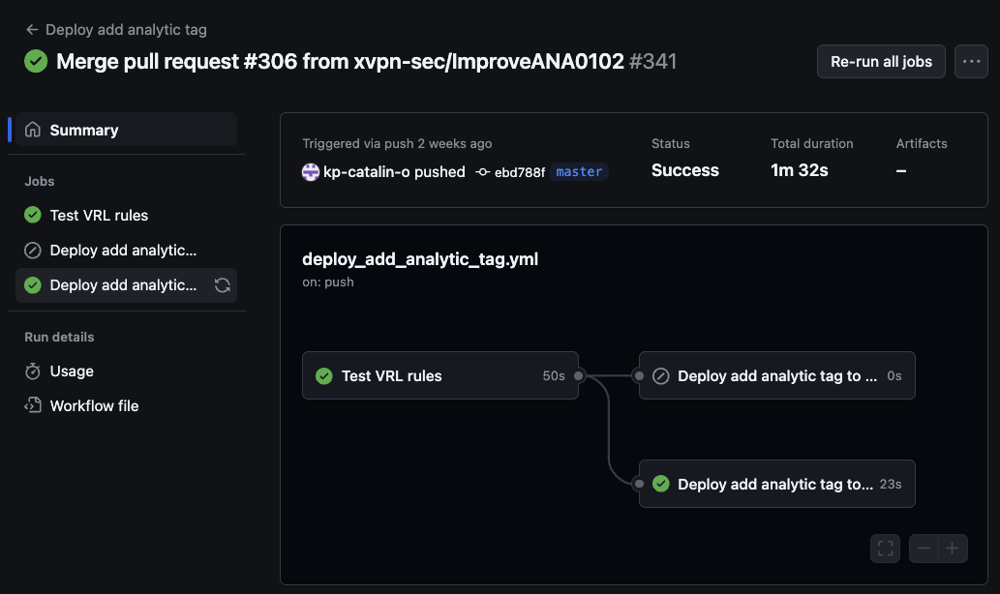 Deploy add analytic tag
Merge pull request #306 from xvpn-sec/ImproveANA0102 #341
Re-run all jobs
Summary
Jobs
Test VRL rules
Deploy add analytic...
Deploy add analytic...
Run details
Usage
Workflow file
Triggered via push 2 weeks ago
kp-catalin-o pushed ebd788f master
Status
Success
Total duration
1m 32s
Artifacts
–
deploy_add_analytic_tag.yml
on: push
Test VRL rules 50s
Deploy add analytic tag to ... 0s
Deploy add analytic tag to... 23s